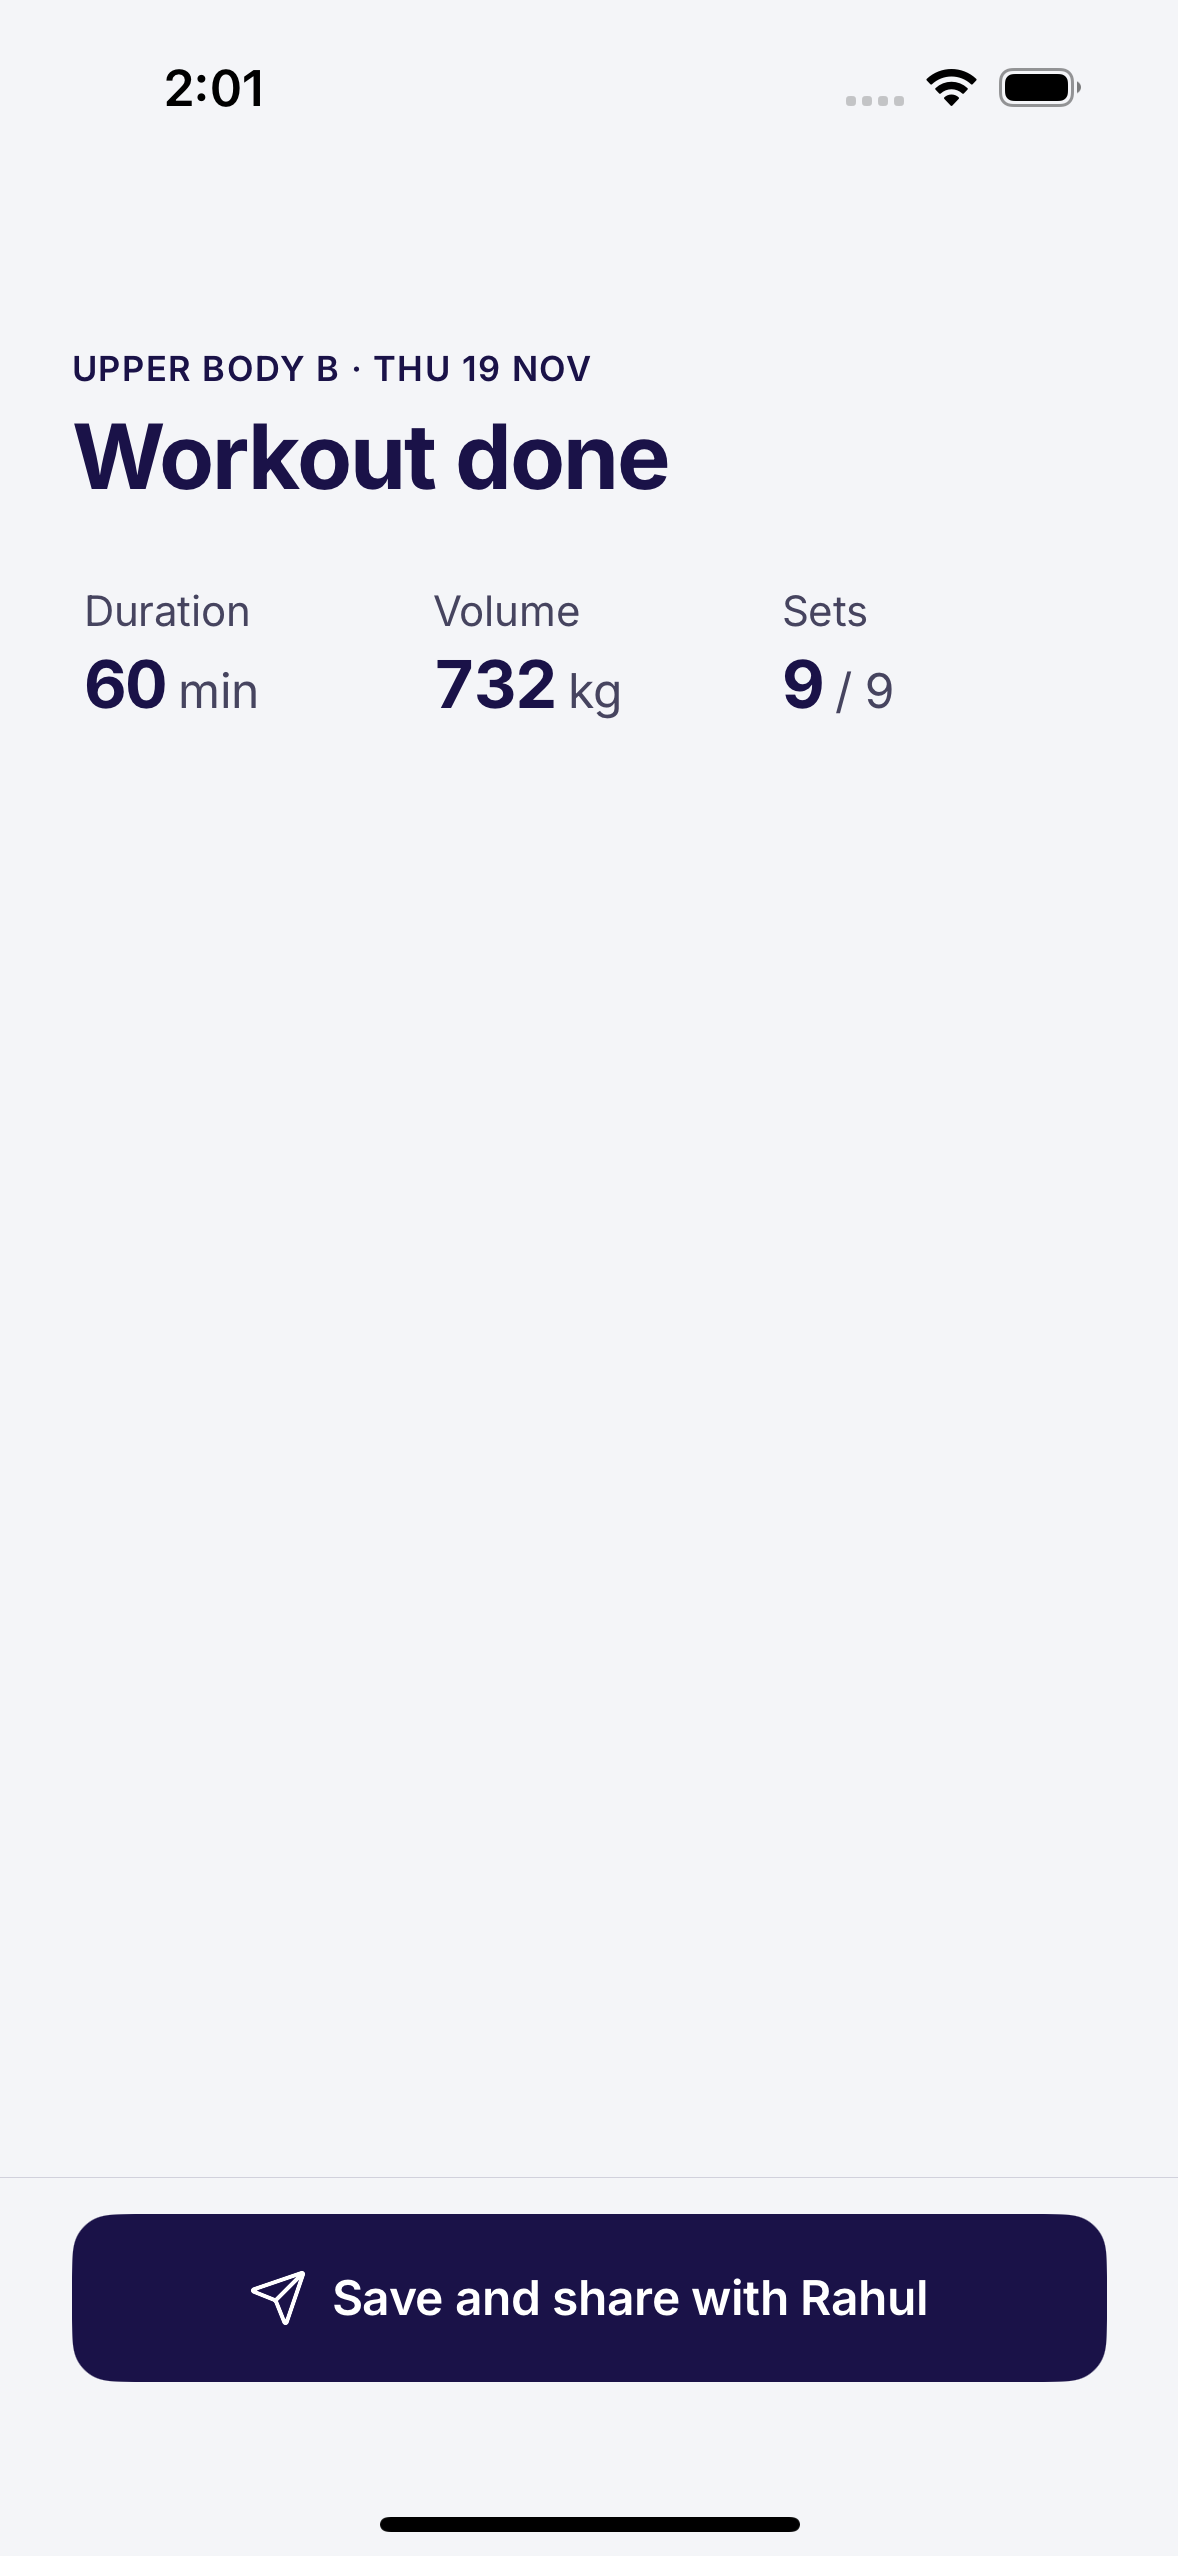 2:01
UPPER BODY B · THU 19 NOV
Workout done
Duration
Volume
Sets
60 min
732 kg
9 / 9
Save and share with Rahul